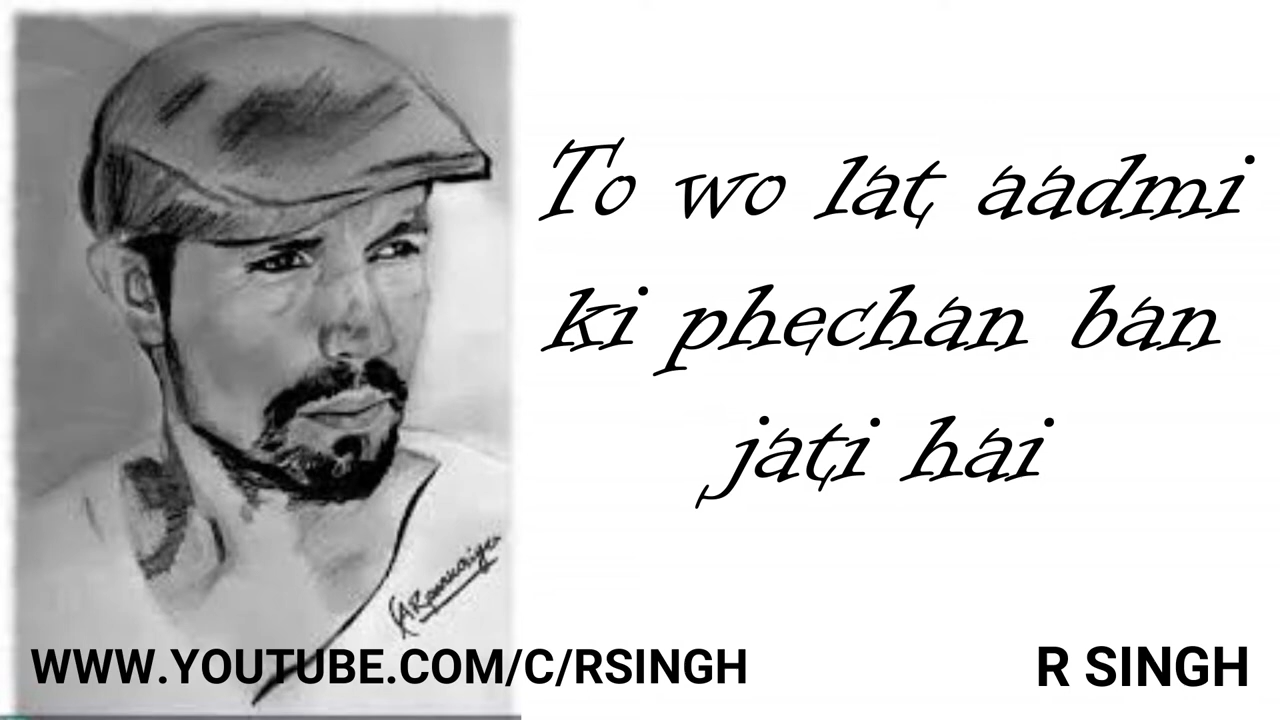 To wo lat aadmi
ki phechan ban
jati hai
WWW.YOUTUBE.COM/C/RSINGH
R SINGH